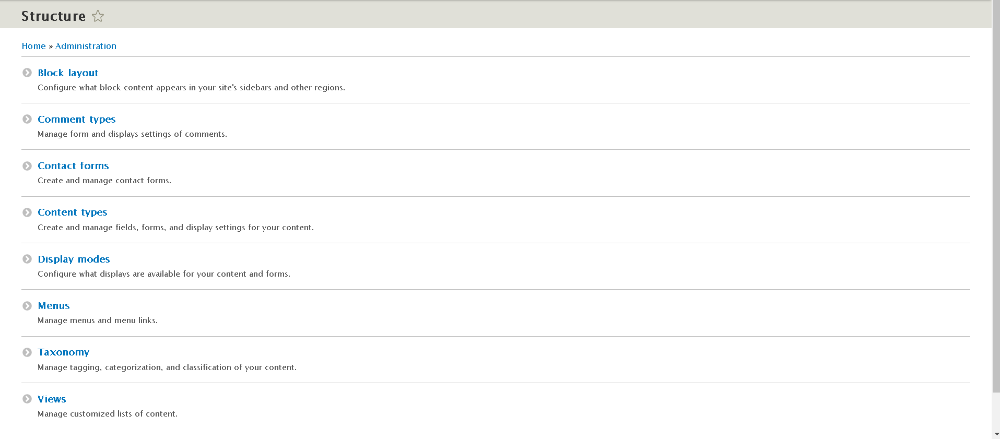 Structure
Home » Administration
Block layout
Configure what block content appears in your site's sidebars and other regions.
Comment types
Manage form and displays settings of comments.
Contact forms
Create and manage contact forms.
Content types
Create and manage fields, forms, and display settings for your content.
Display modes
Configure what displays are available for your content and forms.
Menus
Manage menus and menu links.
Taxonomy
Manage tagging, categorization, and classification of your content.
Views
Manage customized lists of content.